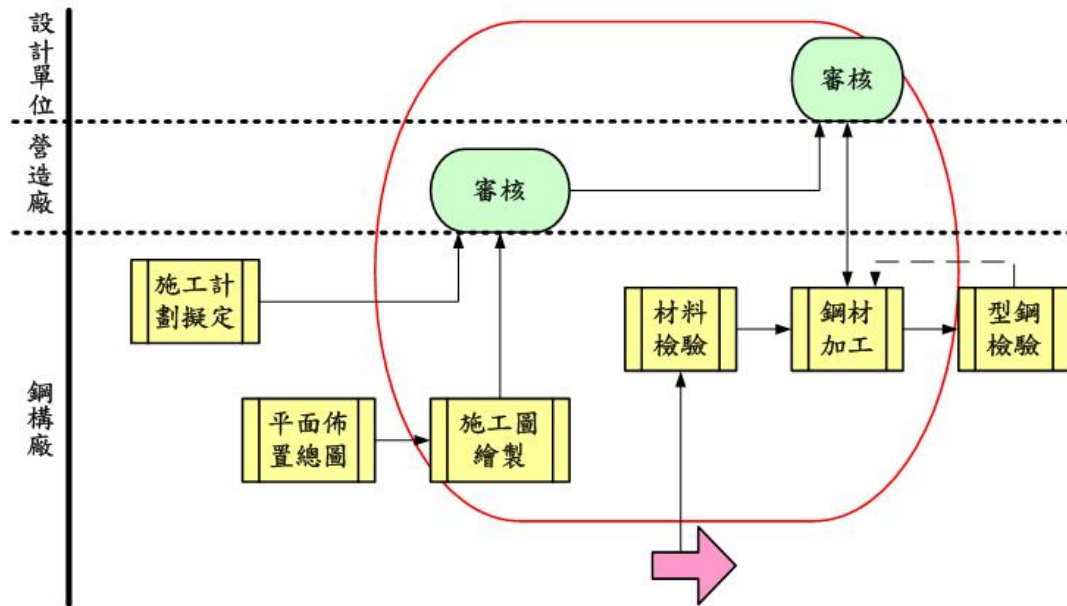 設計單位
審核
營造廠
審核
鋼構廠
施工計
劃擬定
材料
檢驗
鋼材
加工
型鋼
檢驗
平面佈
置總圖
施工圖
繪製